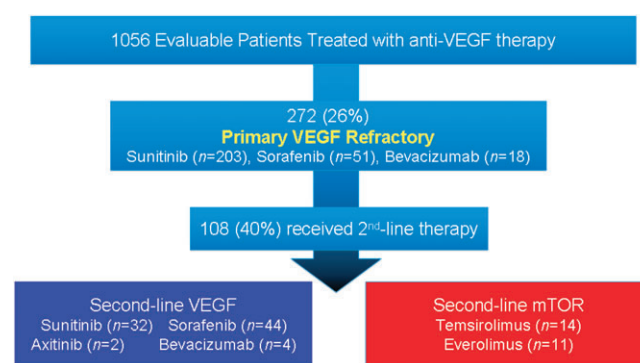 1056 Evaluable Patients Treated with anti-VEGF therapy
272 (26%)
Primary VEGF Refractory
Sunitinib (n=203), Sorafenib (n=51), Bevacizumab (n=18)
108 (40%) received 2nd-line therapy
Second-line VEGF
Sunitinib (n=32) Sorafenib (n=44)
Axitinib (n=2) Bevacizumab (n=4)
Second-line mTOR
Temsirolimus (n=14)
Everolimus (n=11)